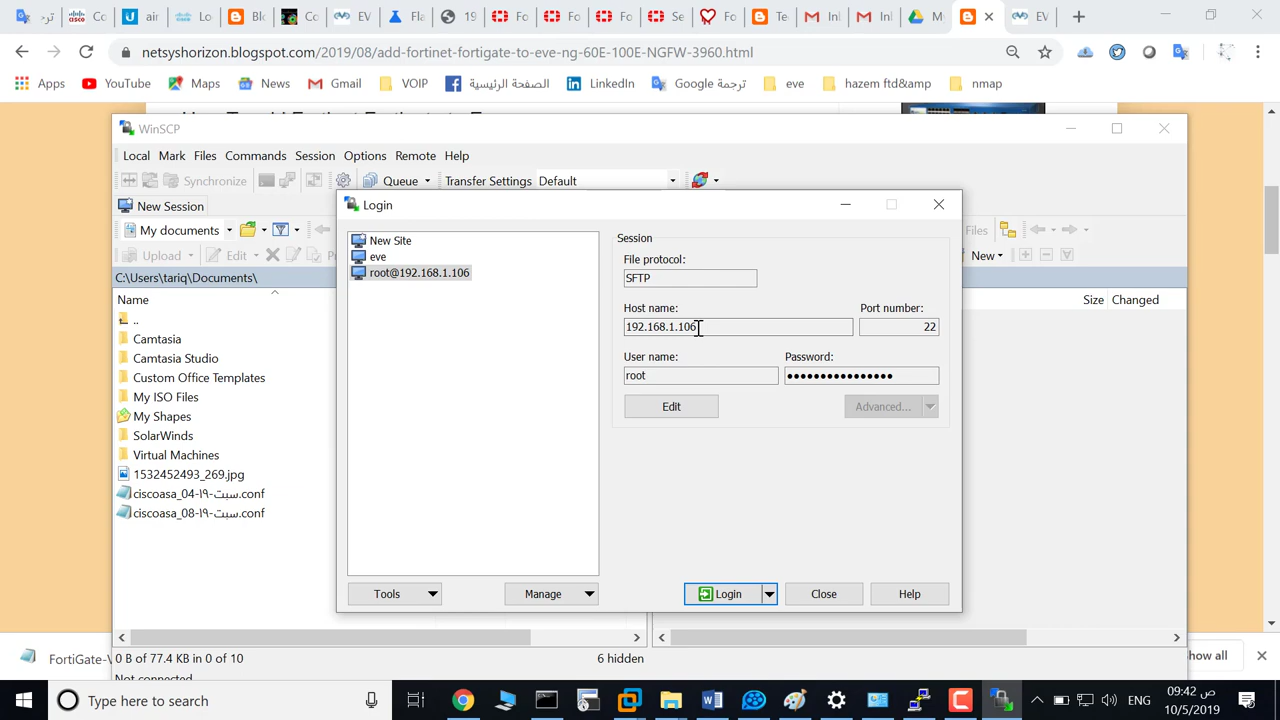 netsyshorizon.blogspot.com/2019/08/add-fortinet-fortigate-to-eve-ng-60E-100E-NGFW-3960.html
Apps YouTube Maps News Gmail VOIP الصفحة الرئيسية LinkedIn ترجمة Google eve hazem ftd&amp nmap
WinSCP
Local Mark Files Commands Session Options Remote Help
Synchronize Queue Transfer Settings Default
New Session
My documents
Upload Edit
C:\Users\tariq\Documents\
Name
..
Camtasia
Camtasia Studio
Custom Office Templates
My ISO Files
My Shapes
SolarWinds
Virtual Machines
1532452493_269.jpg
ciscoasa_04-١٩-سبت.conf
ciscoasa_08-١٩-سبت.conf
Login
New Site
eve
root@192.168.1.106
Session
File protocol:
SFTP
Host name:
Port number:
192.168.1.106
22
User name:
Password:
root
••••••••••••••••
Edit
Advanced...
Tools
Manage
Login
Close
Help
Files
New
Size Changed
0 B of 77.4 KB in 0 of 10
6 hidden
Not connected.
Type here to search
ENG
09:42 ص
10/5/2019